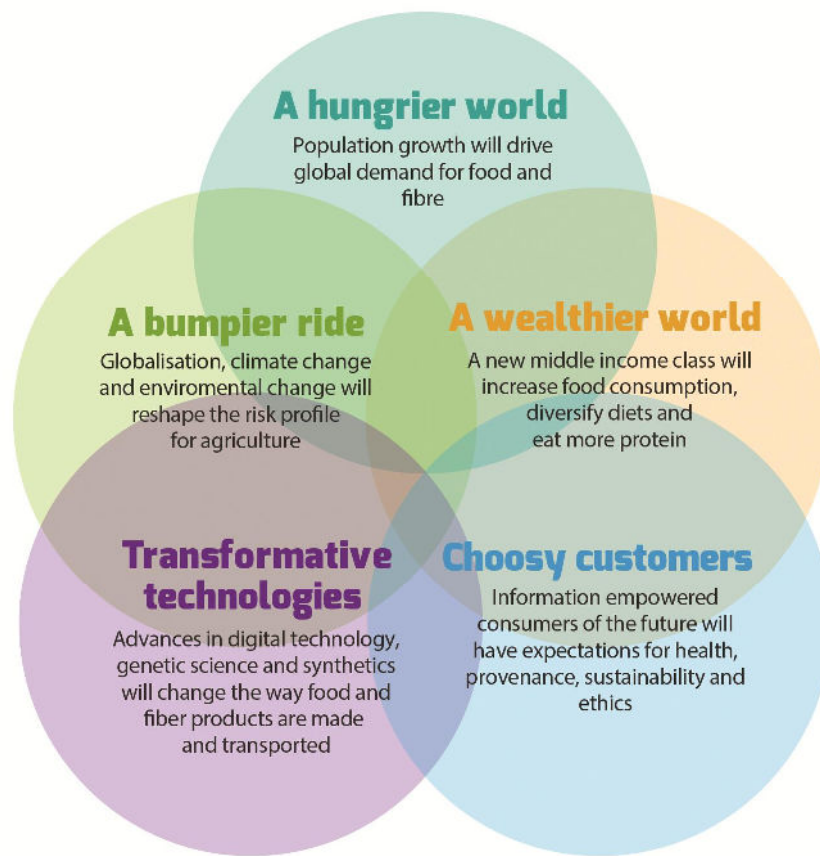 A hungrier world
Population growth will drive
global demand for food and
fibre
A bumpier ride
Globalisation, climate change
and enviromental change will
reshape the risk profile
for agriculture
A wealthier world
A new middle income class will
increase food consumption,
diversify diets and
eat more protein
Transformative
technologies
Advances in digital technology,
genetic science and synthetics
will change the way food and
fiber products are made
and transported
Choosy customers
Information empowered
consumers of the future will
have expectations for health,
provenance, sustainability and
ethics